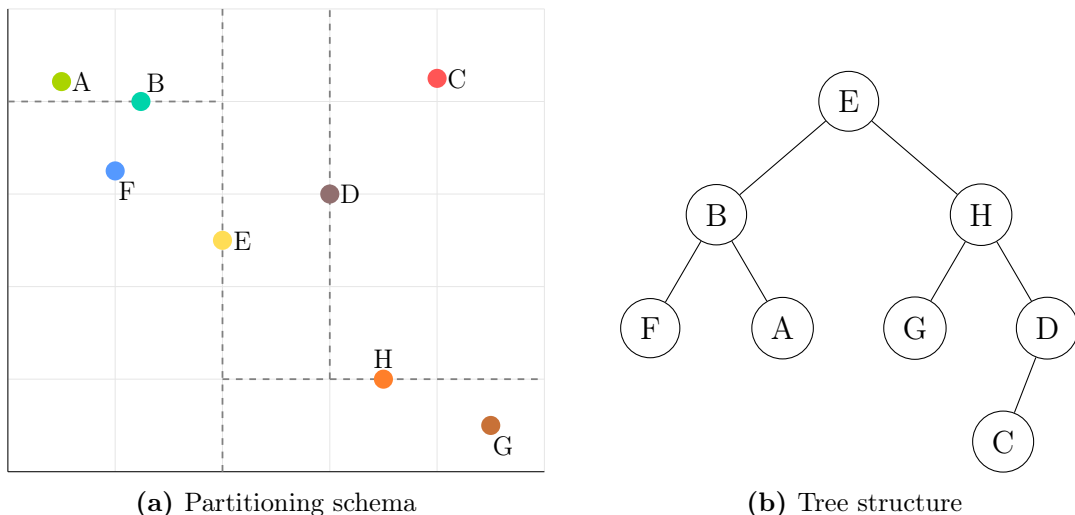 A
B
C
F
D
E
H
G
(a) Partitioning schema
E
B
H
F
A
G
D
C
(b) Tree structure